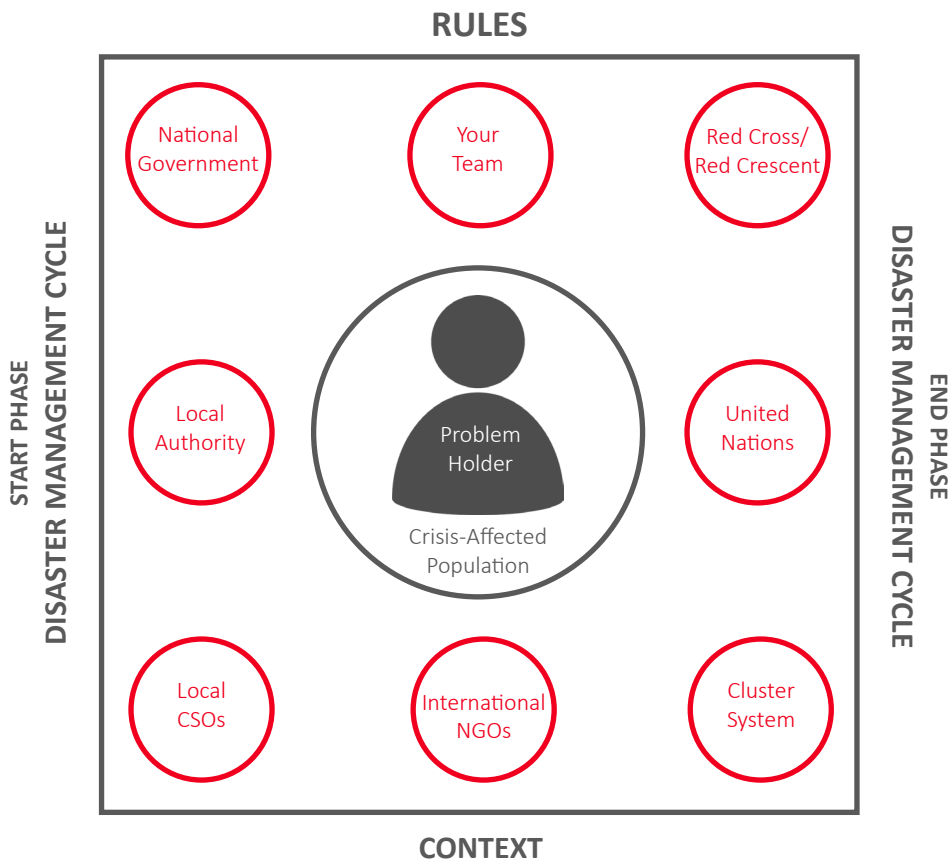 RULES
National
Government
Your
Team
Red Cross/
Red Crescent
START PHASE
DISASTER MANAGEMENT CYCLE
Local
Authority
Problem
Holder
Crisis-Affected
Population
United
Nations
DISASTER MANAGEMENT CYCLE
END PHASE
Local
CSOs
International
NGOs
Cluster
System
CONTEXT